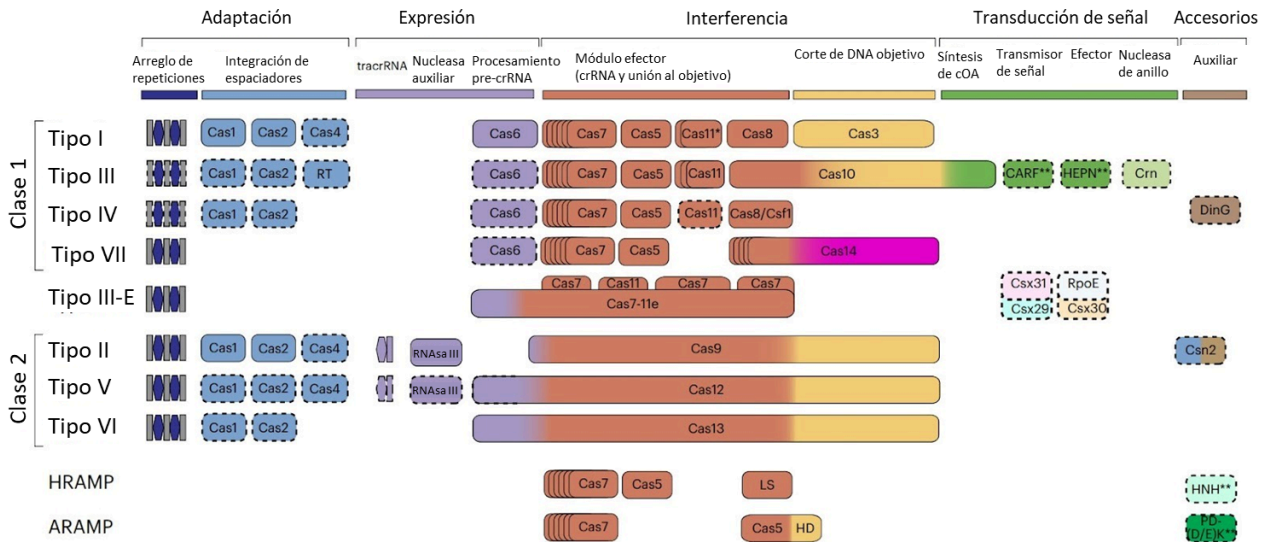 Adaptación Expresión Interferencia Transducción de señal Accesorios
Arreglo de repeticiones
Integración de espaciadores
tracrRNA
Nucleasa auxiliar
Procesamiento pre-crRNA
Módulo efector
(crRNA y unión al objetivo)
Corte de DNA objetivo
Síntesis de cOA
Transmisor de señal
Efector
Nucleasa de anillo
Auxiliar
Clase 1
Tipo I Cas1 Cas2 Cas4 Cas6 Cas7 Cas5 Cas11* Cas8 Cas3
Tipo III Cas1 Cas2 RT Cas6 Cas7 Cas5 Cas11 Cas10 CARF** HEPN** Crn
Tipo IV Cas1 Cas2 Cas6 Cas7 Cas5 Cas11 Cas8/Csf1 DinG
Tipo VII Cas6 Cas7 Cas5 Cas14
Cas7 Cas11 Cas7 Cas7 Csx31 RpoE
Tipo III-E Cas7-11e Csx29 Csx30
Clase 2
Tipo II Cas1 Cas2 Cas4 RNAsa III Cas9 Csn2
Tipo V Cas1 Cas2 Cas4 RNAsa III Cas12
Tipo VI Cas1 Cas2 Cas13
HRAMP Cas7 Cas5 LS HNH**
ARAMP Cas7 Cas5 HD PD-
(D/E)K**